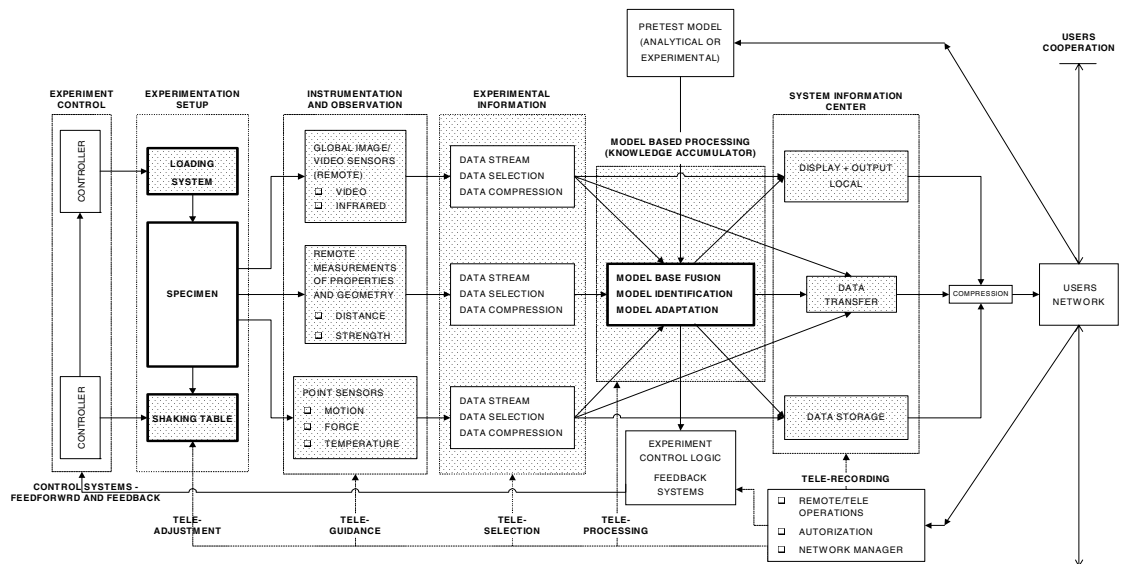 PRETEST MODEL
(ANALYTICAL OR
EXPERIMENTAL)
USERS
COOPERATION
EXPERIMENT
CONTROL
EXPERIMENTATION
SETUP
INSTRUMENTATION
AND OBSERVATION
EXPERIMENTAL
INFORMATION
MODEL BASED PROCESSING
(KNOWLEDGE ACCUMULATOR)
SYSTEM INFORMATION
CENTER
CONTROLLER
CONTROLLER
LOADING
SYSTEM
SPECIMEN
SHAKING TABLE
GLOBAL IMAGE/
VIDEO SENSORS
(REMOTE)
VIDEO
INFRARED
REMOTE
MEASUREMENTS
OF PROPERTIES
AND GEOMETRY
DISTANCE
STRENGTH
POINT SENSORS
MOTION
FORCE
TEMPERATURE
DATA STREAM
DATA SELECTION
DATA COMPRESSION
DATA STREAM
DATA SELECTION
DATA COMPRESSION
DATA STREAM
DATA SELECTION
DATA COMPRESSION
MODEL BASE FUSION
MODEL IDENTIFICATION
MODEL ADAPTATION
DISPLAY + OUTPUT
LOCAL
DATA
TRANSFER
DATA STORAGE
COMPRESSION
USERS
NETWORK
EXPERIMENT
CONTROL LOGIC
FEEDBACK
SYSTEMS
CONTROL SYSTEMS -
FEEDFORWRD AND FEEDBACK
TELE-
ADJUSTMENT
TELE-
GUIDANCE
TELE-
SELECTION
TELE-
PROCESSING
TELE-RECORDING
REMOTE/TELE
OPERATIONS
AUTORIZATION
NETWORK MANAGER